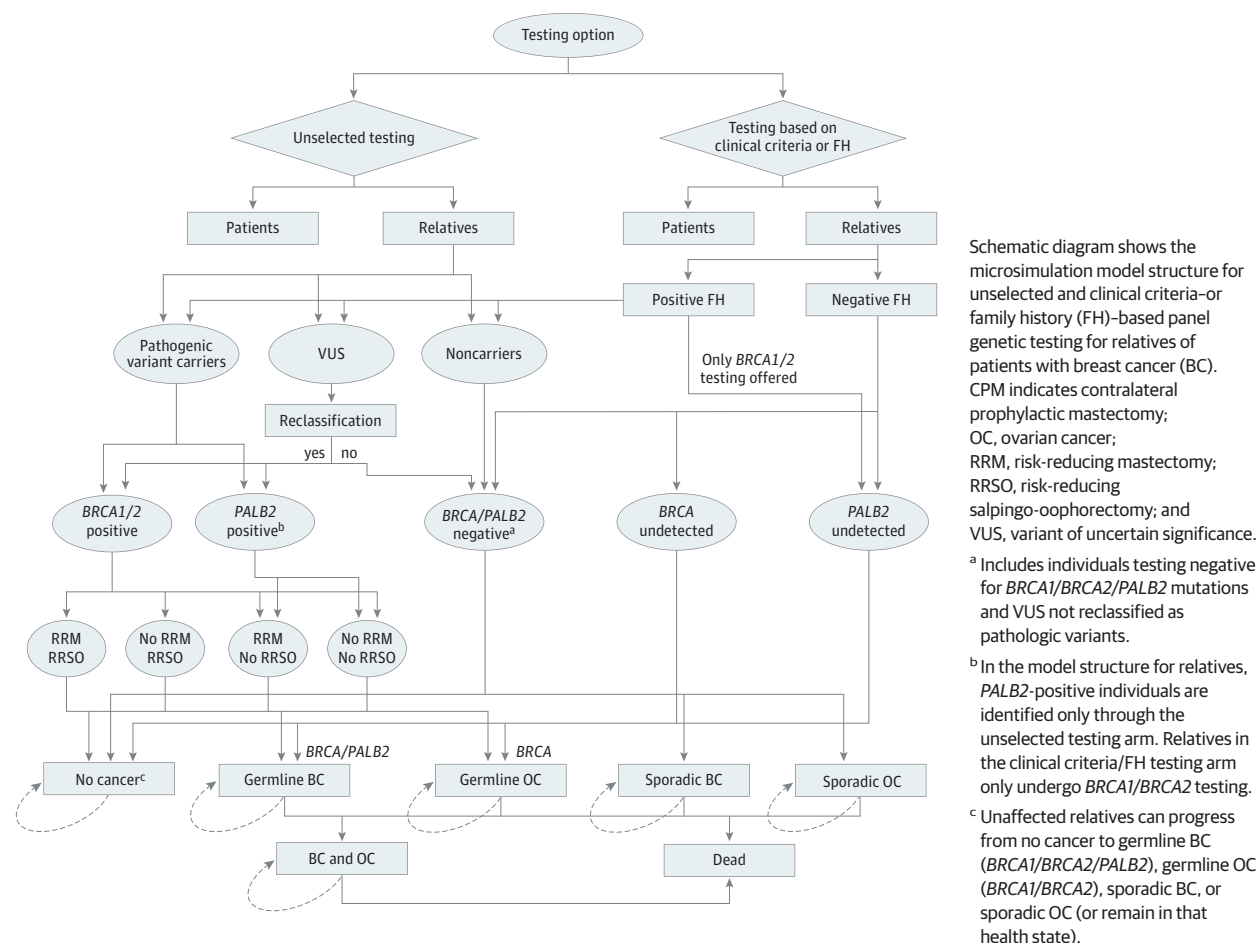 Testing option
Unselected testing
Testing based on
clinical criteria or FH
Patients
Relatives
Patients
Relatives
Positive FH
Negative FH
Pathogenic
variant carriers
VUS
Noncarriers
Only BRCA1/2
testing offered
Reclassification
yes
no
BRCA1/2
positive
PALB2
positiveᵇ
BRCA/PALB2
negativeᵃ
BRCA
undetected
PALB2
undetected
RRM
RRSO
No RRM
RRSO
RRM
No RRSO
No RRM
No RRSO
BRCA/PALB2
BRCA
No cancerᶜ
Germline BC
Germline OC
Sporadic BC
Sporadic OC
BC and OC
Dead
Schematic diagram shows the
microsimulation model structure for
unselected and clinical criteria–or
family history (FH)–based panel
genetic testing for relatives of
patients with breast cancer (BC).
CPM indicates contralateral
prophylactic mastectomy;
OC, ovarian cancer;
RRM, risk-reducing mastectomy;
RRSO, risk-reducing
salpingo-oophorectomy; and
VUS, variant of uncertain significance.
ᵃ Includes individuals testing negative
for BRCA1/BRCA2/PALB2 mutations
and VUS not reclassified as
pathologic variants.
ᵇ In the model structure for relatives,
PALB2-positive individuals are
identified only through the
unselected testing arm. Relatives in
the clinical criteria/FH testing arm
only undergo BRCA1/BRCA2 testing.
ᶜ Unaffected relatives can progress
from no cancer to germline BC
(BRCA1/BRCA2/PALB2), germline OC
(BRCA1/BRCA2), sporadic BC, or
sporadic OC (or remain in that
health state).